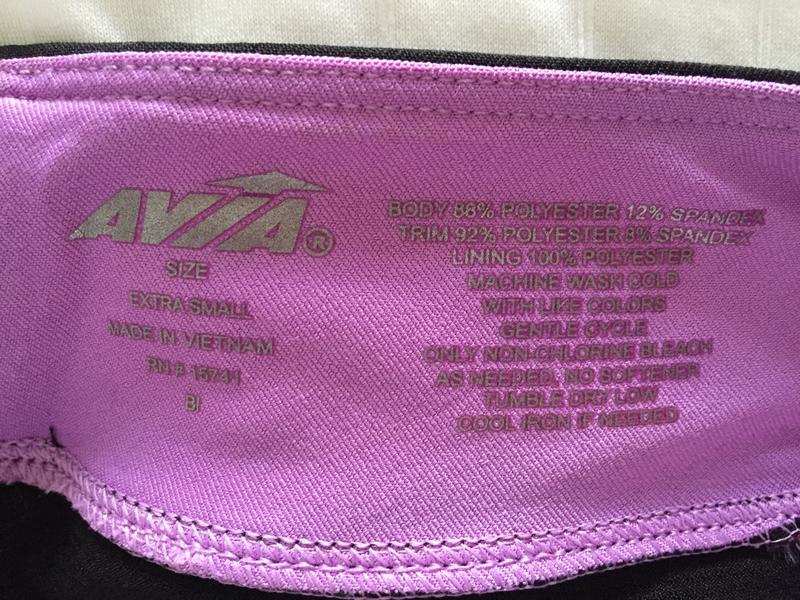 AVIA®
SIZE
EXTRA SMALL
MADE IN VIETNAM
RN # 15741
BI
BODY 88% POLYESTER 12% SPANDEX
TRIM 92% POLYESTER 8% SPANDEX
LINING 100% POLYESTER
MACHINE WASH COLD
WITH LIKE COLORS
GENTLE CYCLE
ONLY NON-CHLORINE BLEACH
AS NEEDED, NO SOFTENER
TUMBLE DRY LOW
COOL IRON IF NEEDED